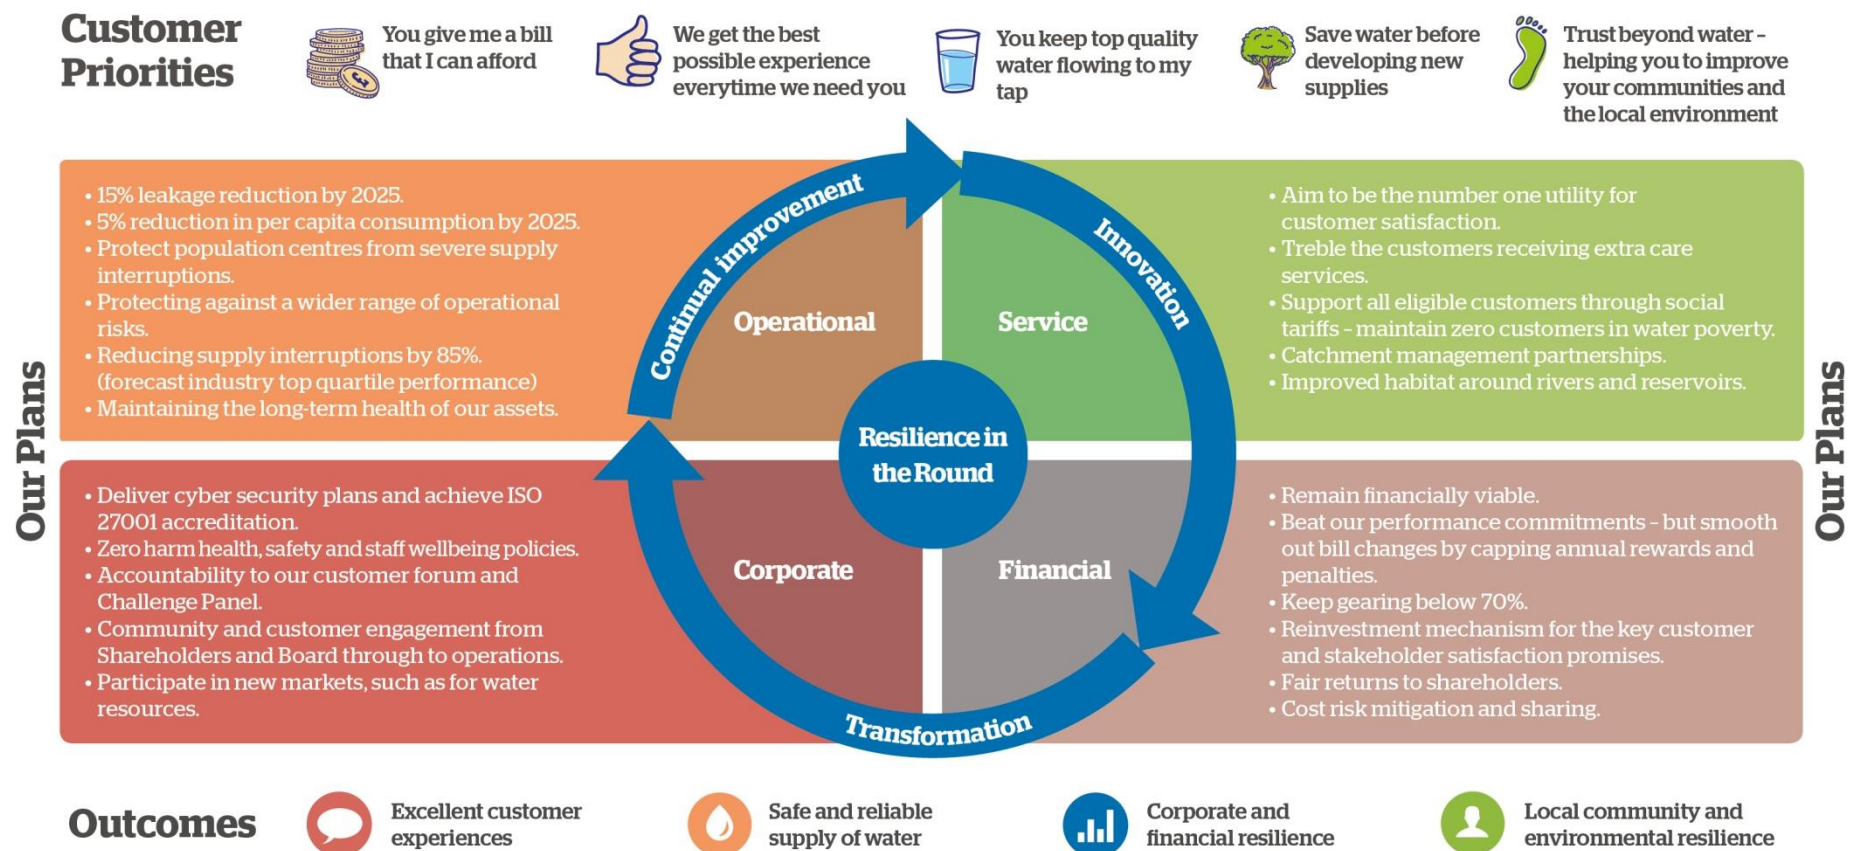 Customer
Priorities
You give me a bill
that I can afford
We get the best
possible experience
everytime we need you
You keep top quality
water flowing to my
tap
Save water before
developing new
supplies
Trust beyond water –
helping you to improve
your communities and
the local environment
Our Plans
• 15% leakage reduction by 2025.
• 5% reduction in per capita consumption by 2025.
• Protect population centres from severe supply
interruptions.
• Protecting against a wider range of operational
risks.
• Reducing supply interruptions by 85%.
(forecast industry top quartile performance)
• Maintaining the long-term health of our assets.
Continual improvement
Operational
Innovation
Service
• Aim to be the number one utility for
customer satisfaction.
• Treble the customers receiving extra care
services.
• Support all eligible customers through social
tariffs – maintain zero customers in water poverty.
• Catchment management partnerships.
• Improved habitat around rivers and reservoirs.
Our Plans
Resilience in
the Round
• Deliver cyber security plans and achieve ISO
27001 accreditation.
• Zero harm health, safety and staff wellbeing policies.
• Accountability to our customer forum and
Challenge Panel.
• Community and customer engagement from
Shareholders and Board through to operations.
• Participate in new markets, such as for water
resources.
Corporate
Financial
Transformation
• Remain financially viable.
• Beat our performance commitments – but smooth
out bill changes by capping annual rewards and
penalties.
• Keep gearing below 70%.
• Reinvestment mechanism for the key customer
and stakeholder satisfaction promises.
• Fair returns to shareholders.
• Cost risk mitigation and sharing.
Outcomes
Excellent customer
experiences
Safe and reliable
supply of water
Corporate and
financial resilience
Local community and
environmental resilience